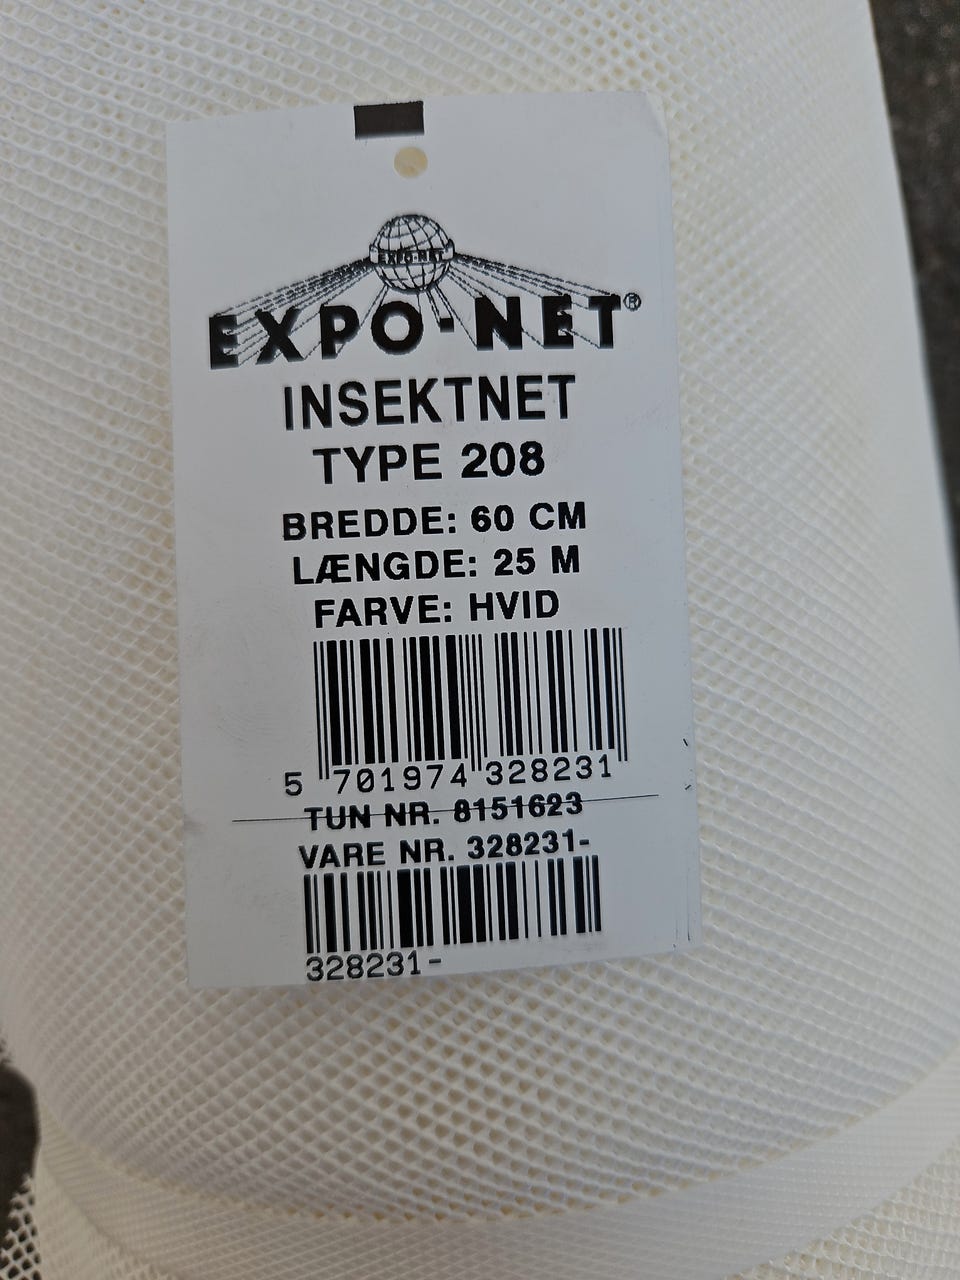 EXPO-NET
EXPO-NET®
INSEKTNET
TYPE 208
BREDDE: 60 CM
LÆNGDE: 25 M
FARVE: HVID
5 701974 328231
TUN NR. 8151623
VARE NR. 328231-
328231-